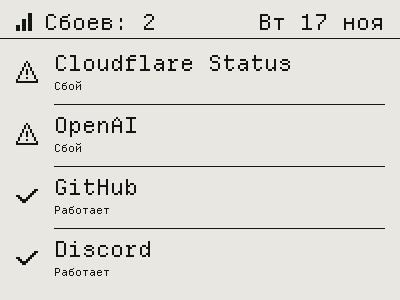 Сбоев: 2 Вт 17 ноя
Cloudflare Status
Сбой
OpenAI
Сбой
GitHub
Работает
Discord
Работает